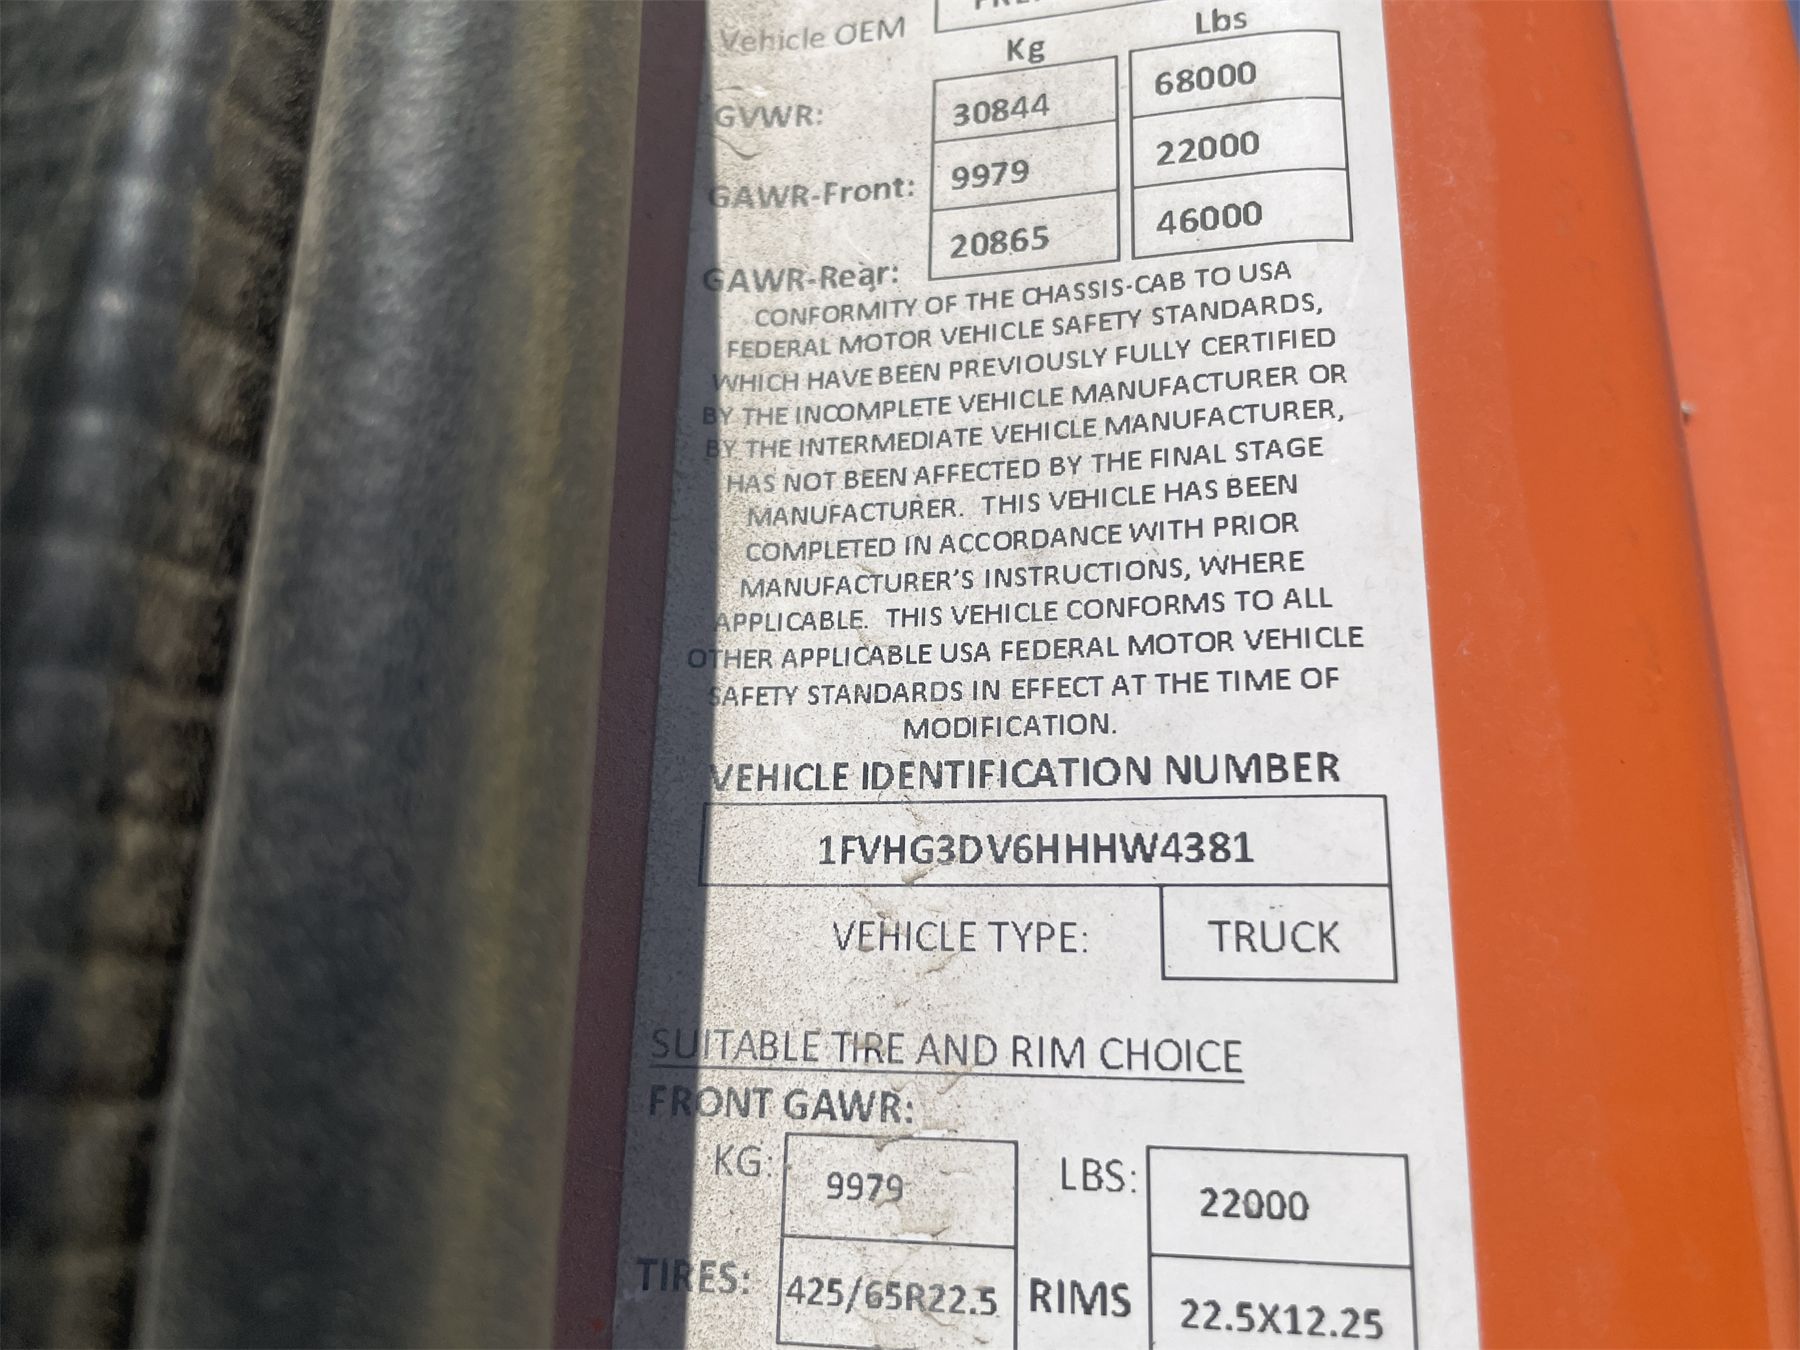 Vehicle OEM
Kg Lbs
GVWR: 30844 68000
GAWR-Front: 9979 22000
GAWR-Rear: 20865 46000
CONFORMITY OF THE CHASSIS-CAB TO USA
FEDERAL MOTOR VEHICLE SAFETY STANDARDS,
WHICH HAVE BEEN PREVIOUSLY FULLY CERTIFIED
BY THE INCOMPLETE VEHICLE MANUFACTURER OR
BY THE INTERMEDIATE VEHICLE MANUFACTURER,
HAS NOT BEEN AFFECTED BY THE FINAL STAGE
MANUFACTURER. THIS VEHICLE HAS BEEN
COMPLETED IN ACCORDANCE WITH PRIOR
MANUFACTURER'S INSTRUCTIONS, WHERE
APPLICABLE. THIS VEHICLE CONFORMS TO ALL
OTHER APPLICABLE USA FEDERAL MOTOR VEHICLE
SAFETY STANDARDS IN EFFECT AT THE TIME OF
MODIFICATION.
VEHICLE IDENTIFICATION NUMBER
1FVHG3DV6HHHW4381
VEHICLE TYPE: TRUCK
SUITABLE TIRE AND RIM CHOICE
FRONT GAWR:
KG: 9979 LBS: 22000
TIRES: 425/65R22.5 RIMS 22.5X12.25